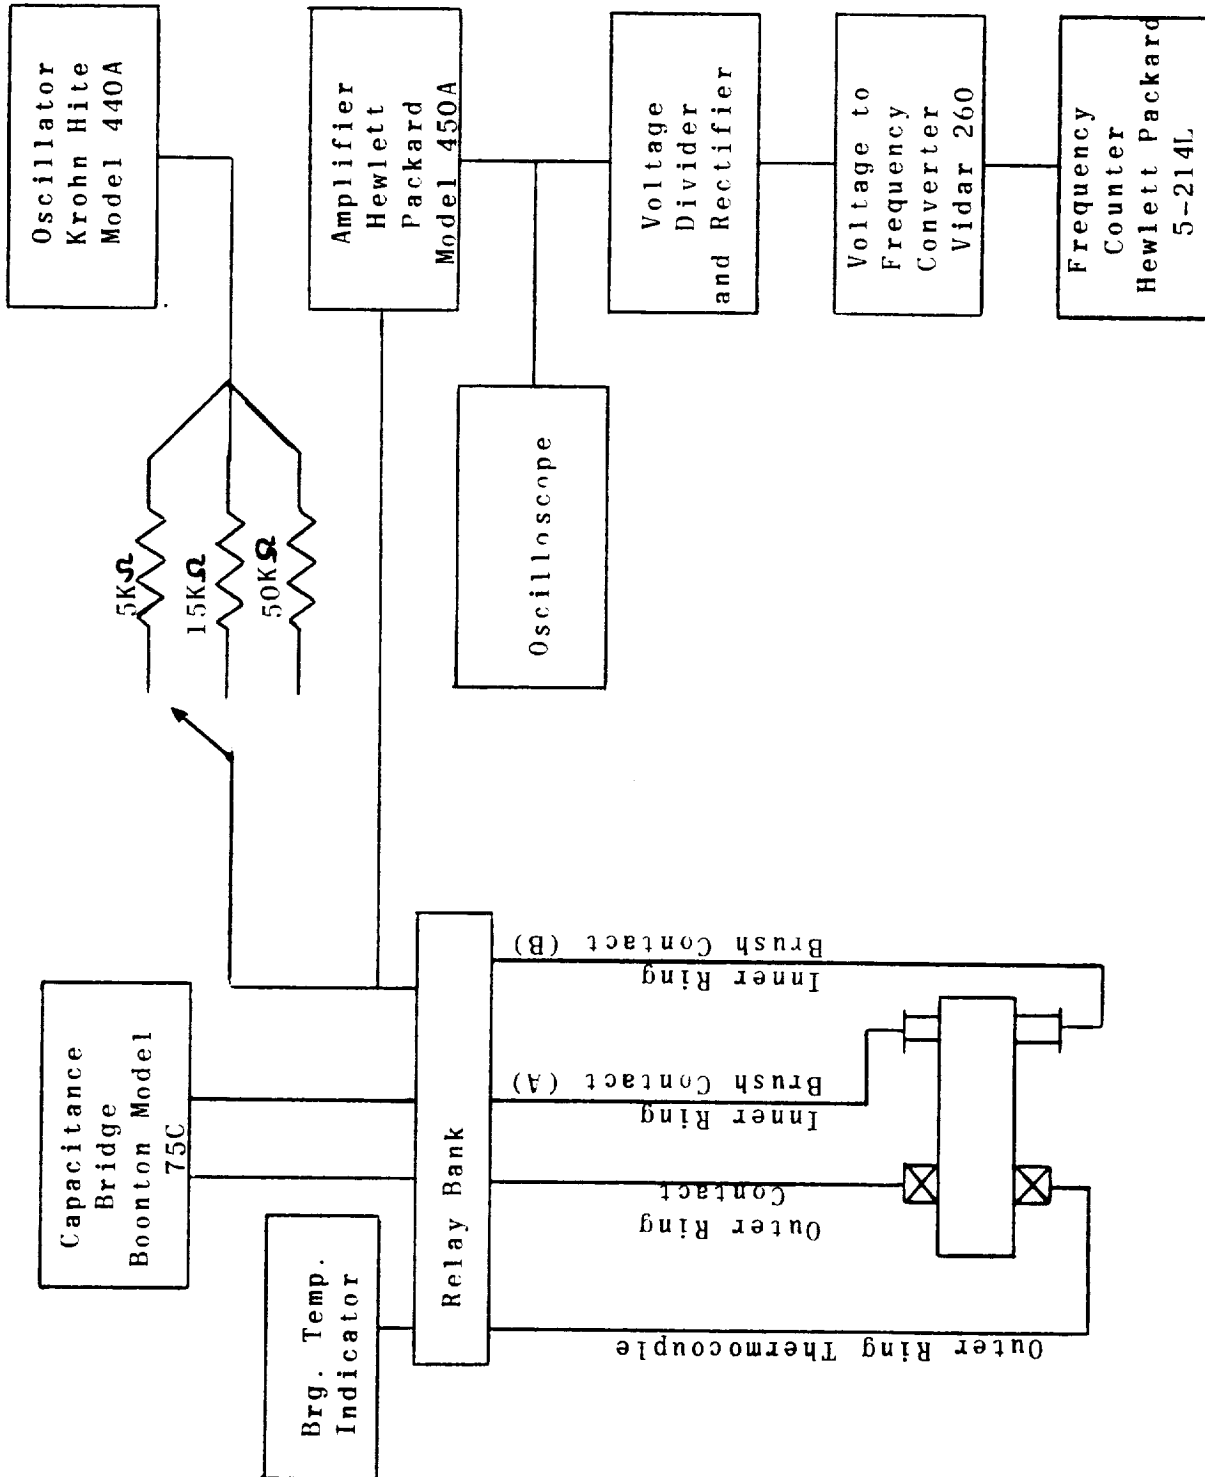 Oscillator
Krohn Hite
Model 440A
Amplifier
Hewlett
Packard
Model 450A
Voltage
Divider
and Rectifier
Voltage to
Frequency
Converter
Vidar 260
Frequency
Counter
Hewlett Packard
5-214L
5KΩ
15KΩ
50KΩ
Oscilloscope
Capacitance
Bridge
Boonton Model
75C
Brg. Temp.
Indicator
Relay Bank
Inner Ring
Brush Contact (B)
Inner Ring
Brush Contact (A)
Outer Ring
Contact
Outer Ring Thermocouple